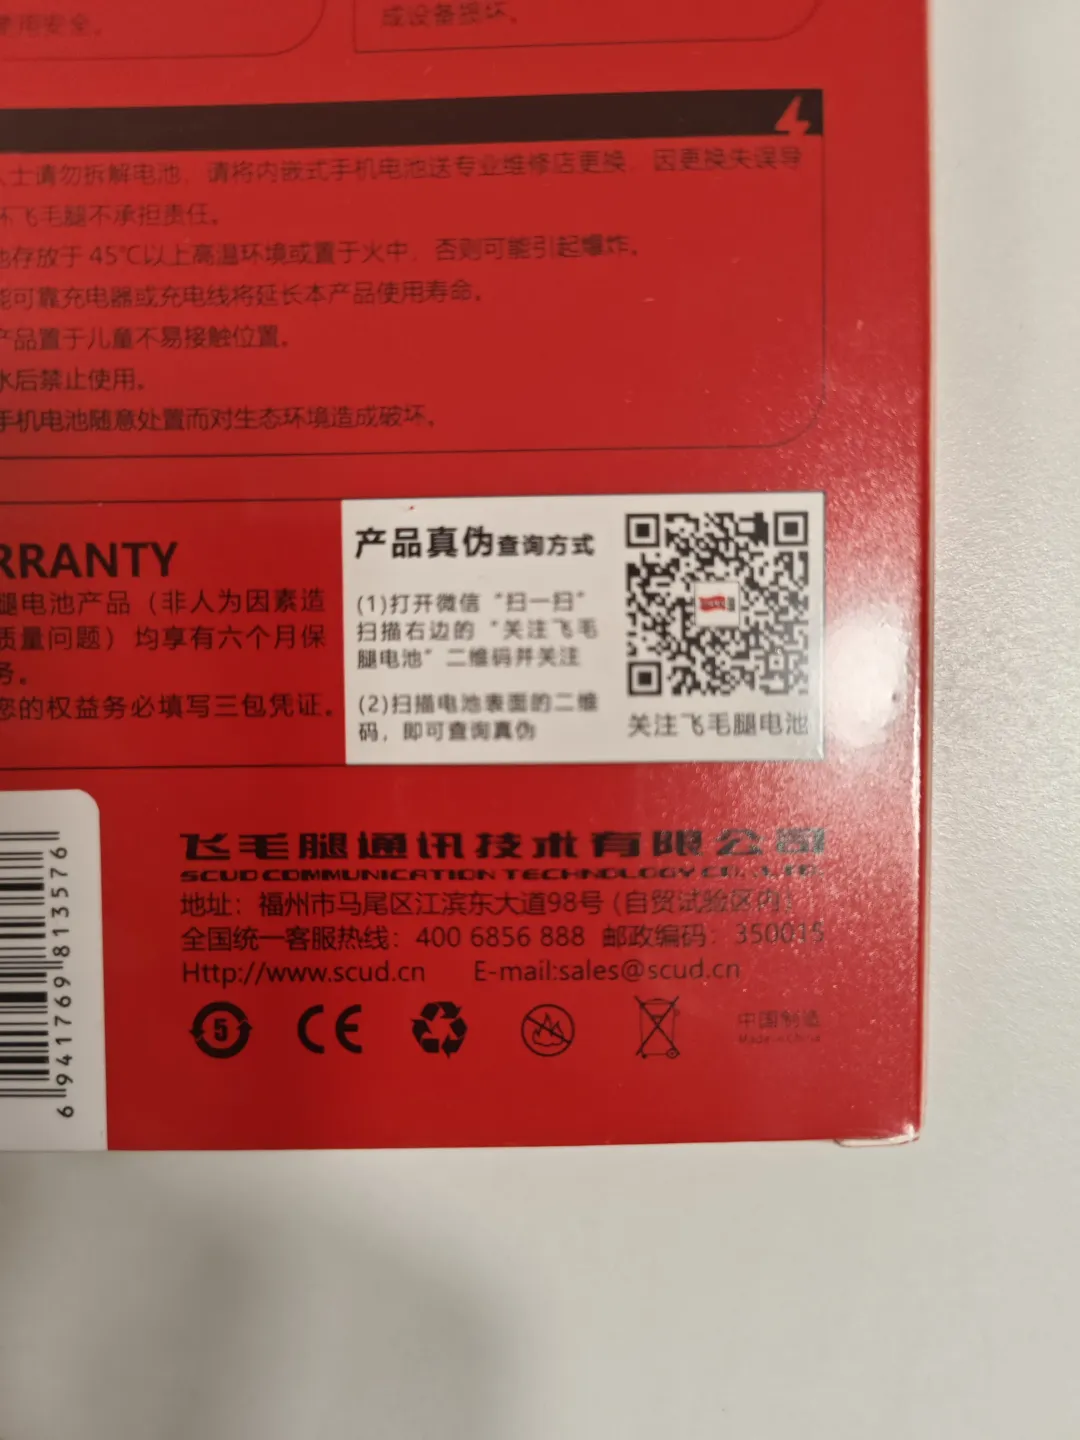 使用安全。
成设备损坏。
人士请勿拆解电池，请将内嵌式手机电池送专业维修店更换，因更换失误导
坏飞毛腿不承担责任。
池存放于 45℃以上高温环境或置于火中，否则可能引起爆炸。
能可靠充电器或充电线将延长本产品使用寿命。
产品置于儿童不易接触位置。
水后禁止使用。
手机电池随意处置而对生态环境造成破坏。
RRANTY
腿电池产品（非人为因素造
质量问题） 均享有六个月保
务。
您的权益务必填写三包凭证。
产品真伪查询方式
(1)打开微信“扫一扫”
扫描右边的“关注飞毛
腿电池”二维码并关注
(2)扫描电池表面的二维
码，即可查询真伪
关注飞毛腿电池
6941769813576
飞毛腿通讯技术有限公司
SCUD COMMUNICATION TECHNOLOGY CO., LTD.
地址：福州市马尾区江滨东大道98号（自贸试验区内）
全国统一客服热线：400 6856 888 邮政编码：350015
Http://www.scud.cn E-mail:sales@scud.cn
5
CE
中国制造
Made in China